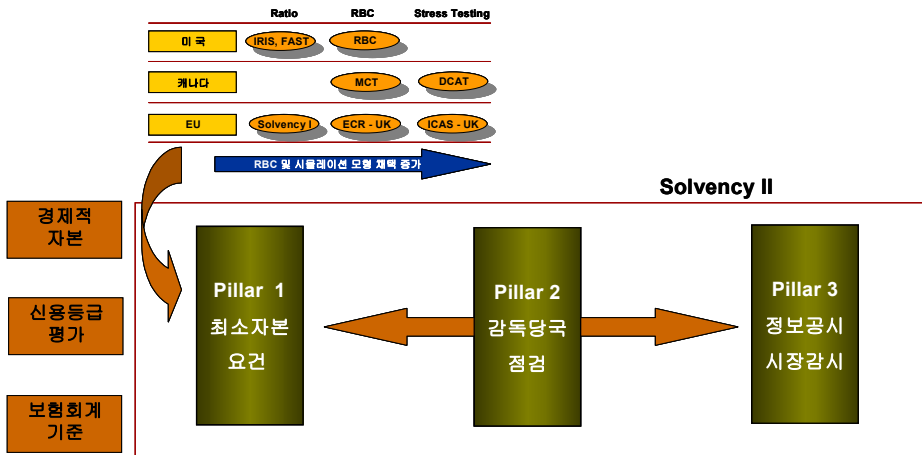 Ratio RBC Stress Testing
미 국 IRIS, FAST RBC
캐나다 MCT DCAT
EU Solvency I ECR - UK ICAS - UK
RBC 및 시뮬레이션 모형 채택 증가
Solvency II
경제적
자본
신용등급
평가
보험회계
기준
Pillar 1
최소자본
요건
Pillar 2
감독당국
점검
Pillar 3
정보공시
시장감시